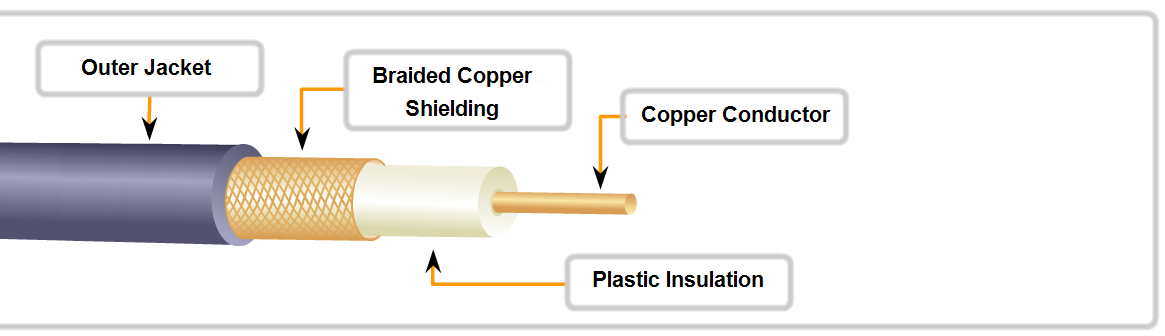 Outer Jacket
Braided Copper
Shielding
Copper Conductor
Plastic Insulation